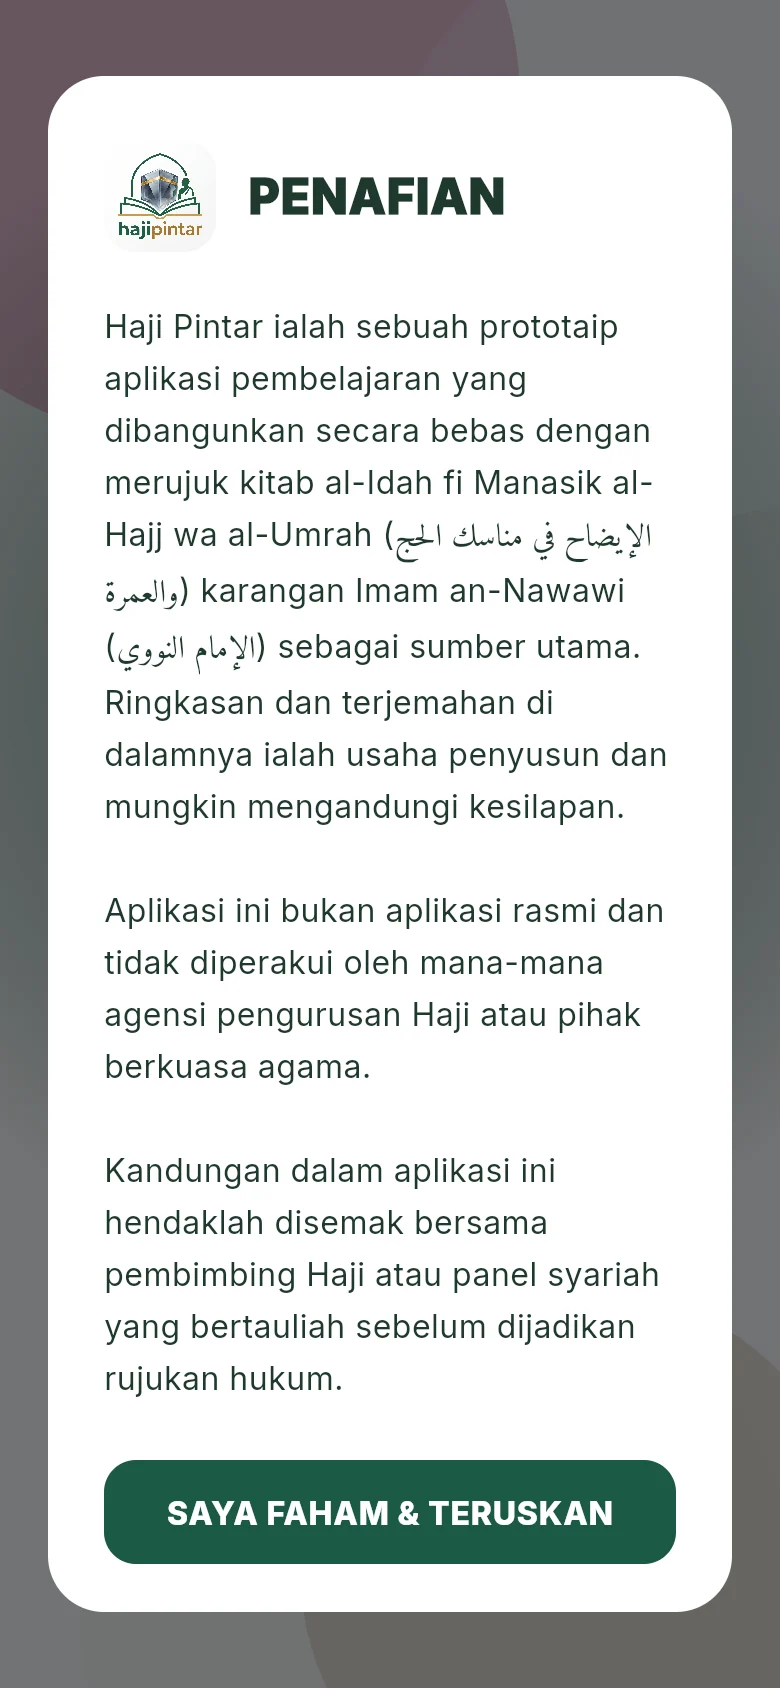 hajipintar
PENAFIAN
Haji Pintar ialah sebuah prototaip
aplikasi pembelajaran yang
dibangunkan secara bebas dengan
merujuk kitab al-Idah fi Manasik al-
Hajj wa al-Umrah (الإيضاح في مناسك الحج
والعمرة) karangan Imam an-Nawawi
(الإمام النووي) sebagai sumber utama.
Ringkasan dan terjemahan di
dalamnya ialah usaha penyusun dan
mungkin mengandungi kesilapan.
Aplikasi ini bukan aplikasi rasmi dan
tidak diperakui oleh mana-mana
agensi pengurusan Haji atau pihak
berkuasa agama.
Kandungan dalam aplikasi ini
hendaklah disemak bersama
pembimbing Haji atau panel syariah
yang bertauliah sebelum dijadikan
rujukan hukum.
SAYA FAHAM & TERUSKAN